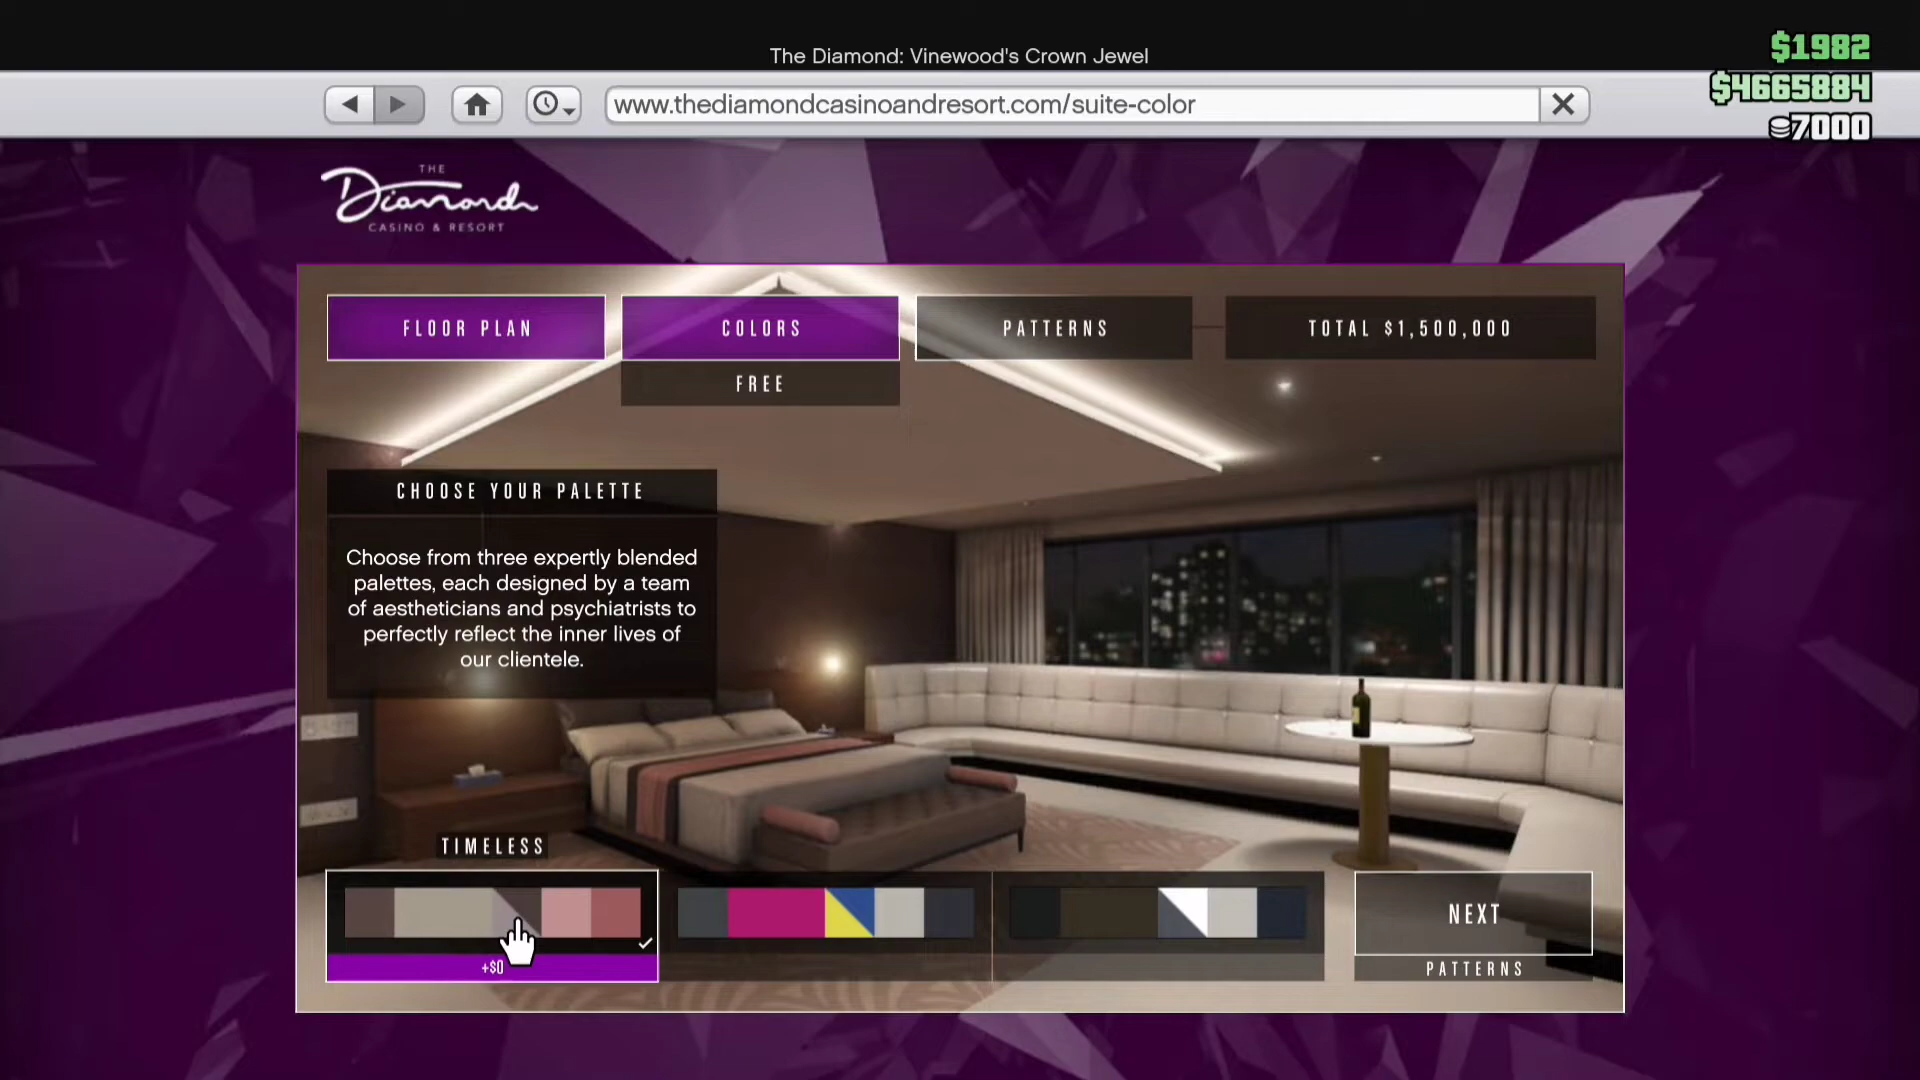 The Diamond: Vinewood's Crown Jewel
$1982
$4665884
7000
www.thediamondcasinoandresort.com/suite-color
THE
Diamond
CASINO & RESORT
FLOOR PLAN
COLORS
PATTERNS
TOTAL $1,500,000
FREE
CHOOSE YOUR PALETTE
Choose from three expertly blended
palettes, each designed by a team
of aestheticians and psychiatrists to
perfectly reflect the inner lives of
our clientele.
TIMELESS
+$0
NEXT
PATTERNS